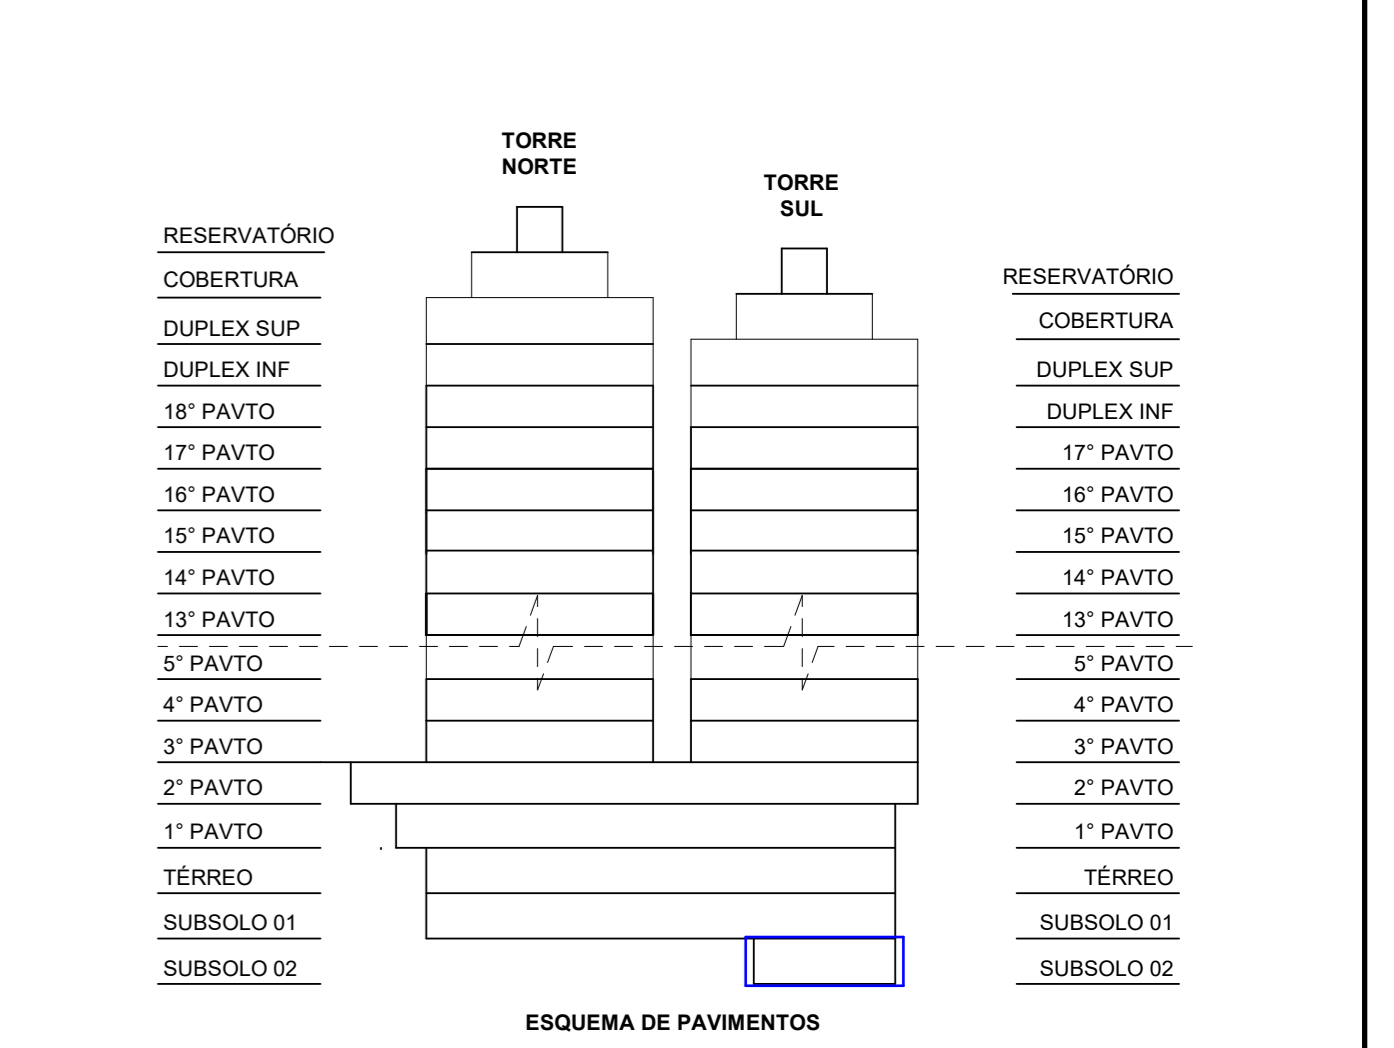 TORRE
NORTE
TORRE
SUL
RESERVATÓRIO
COBERTURA
DUPLEX SUP
DUPLEX INF
18° PAVTO
17° PAVTO
16° PAVTO
15° PAVTO
14° PAVTO
13° PAVTO
5° PAVTO
4° PAVTO
3° PAVTO
2° PAVTO
1° PAVTO
TÉRREO
SUBSOLO 01
SUBSOLO 02
RESERVATÓRIO
COBERTURA
DUPLEX SUP
DUPLEX INF
17° PAVTO
16° PAVTO
15° PAVTO
14° PAVTO
13° PAVTO
5° PAVTO
4° PAVTO
3° PAVTO
2° PAVTO
1° PAVTO
TÉRREO
SUBSOLO 01
SUBSOLO 02
ESQUEMA DE PAVIMENTOS